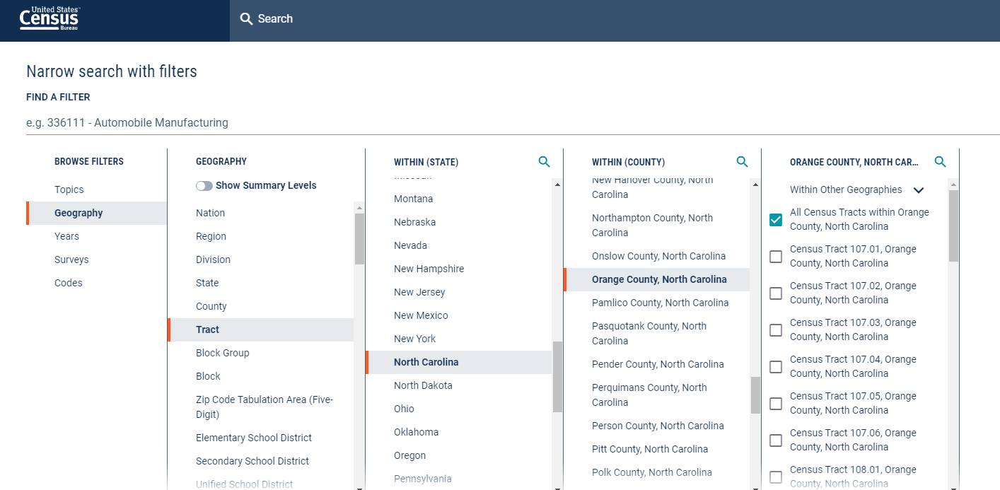 United States™
Census
Bureau
Search
Narrow search with filters
FIND A FILTER
e.g. 336111 - Automobile Manufacturing
BROWSE FILTERS
Topics
Geography
Years
Surveys
Codes
GEOGRAPHY
Show Summary Levels
Nation
Region
Division
State
County
Tract
Block Group
Block
Zip Code Tabulation Area (Five-
Digit)
Elementary School District
Secondary School District
Unified School District
WITHIN (STATE)
Missouri
Montana
Nebraska
Nevada
New Hampshire
New Jersey
New Mexico
New York
North Carolina
North Dakota
Ohio
Oklahoma
Oregon
Pennsylvania
WITHIN (COUNTY)
New Hanover County, North
Carolina
Northampton County, North
Carolina
Onslow County, North Carolina
Orange County, North Carolina
Pamlico County, North Carolina
Pasquotank County, North
Carolina
Pender County, North Carolina
Perquimans County, North
Carolina
Person County, North Carolina
Pitt County, North Carolina
Polk County, North Carolina
ORANGE COUNTY, NORTH CAR...
Within Other Geographies
All Census Tracts within Orange
County, North Carolina
Census Tract 107.01, Orange
County, North Carolina
Census Tract 107.02, Orange
County, North Carolina
Census Tract 107.03, Orange
County, North Carolina
Census Tract 107.04, Orange
County, North Carolina
Census Tract 107.05, Orange
County, North Carolina
Census Tract 107.06, Orange
County, North Carolina
Census Tract 108.01, Orange
County, North Carolina